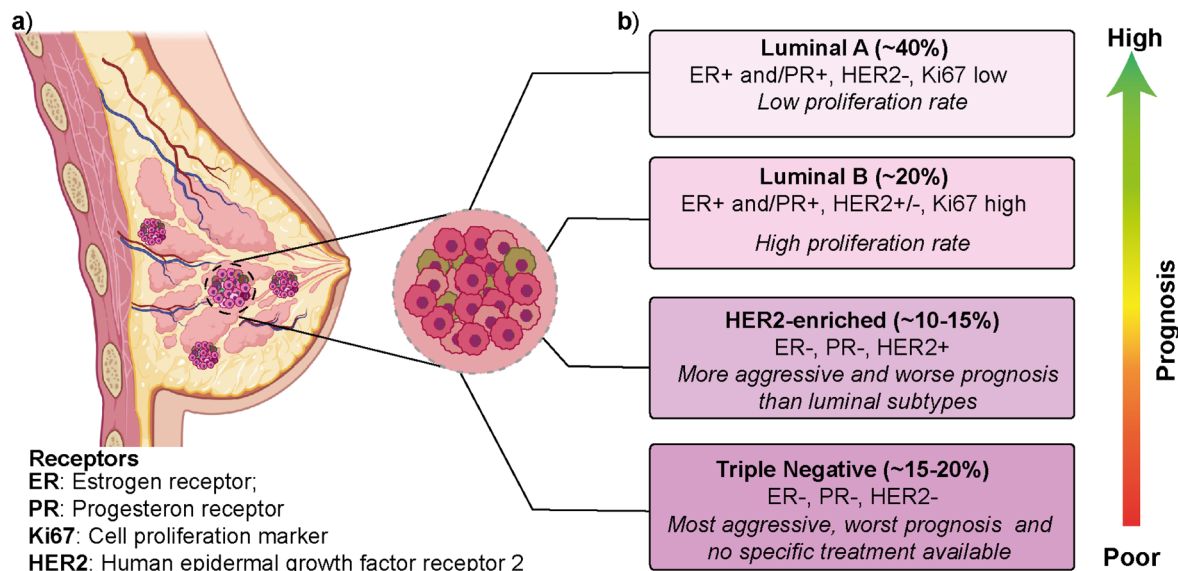 a)
Receptors
ER: Estrogen receptor;
PR: Progesteron receptor
Ki67: Cell proliferation marker
HER2: Human epidermal growth factor receptor 2
b)
Luminal A (~40%)
ER+ and/PR+, HER2-, Ki67 low
Low proliferation rate
Luminal B (~20%)
ER+ and/PR+, HER2+/-, Ki67 high
High proliferation rate
HER2-enriched (~10-15%)
ER-, PR-, HER2+
More aggressive and worse prognosis
than luminal subtypes
Triple Negative (~15-20%)
ER-, PR-, HER2-
Most aggressive, worst prognosis and
no specific treatment available
High
Prognosis
Poor